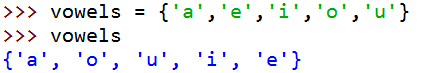 >>> vowels = {'a','e','i','o','u'}
>>> vowels
{'a', 'o', 'u', 'i', 'e'}